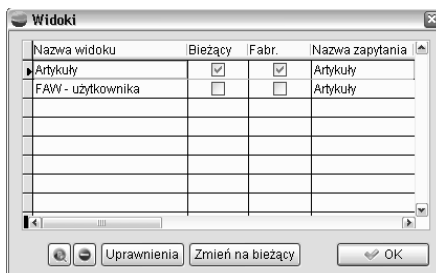 Widoki
Nazwa widoku Bieżący Fabr. Nazwa zapytania
Artykuły Artykuły
FAW - użytkownika Artykuły
Uprawnienia Zmień na bieżący OK